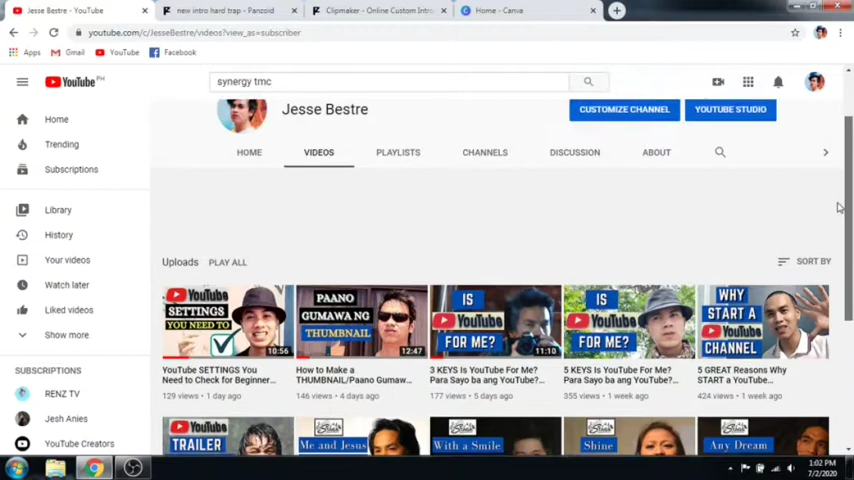 Jesse Bestre - YouTube
new intro hard trap - Panzoid
Clipmaker - Online Custom Intro
Home - Canva
youtube.com/c/JesseBestre/videos?view_as=subscriber
Apps
Gmail
YouTube
Facebook
YouTube PH
synergy tmc
Jesse Bestre
CUSTOMIZE CHANNEL
YOUTUBE STUDIO
HOME
VIDEOS
PLAYLISTS
CHANNELS
DISCUSSION
ABOUT
Home
Trending
Subscriptions
Library
History
Your videos
Watch later
Liked videos
Show more
SUBSCRIPTIONS
RENZ TV
Jesh Anies
YouTube Creators
Uploads
PLAY ALL
SORT BY
YouTube
SETTINGS
YOU NEED TO
10:56
PAANO
GUMAWA NG
THUMBNAIL
12:47
IS
YouTube
FOR ME?
11:10
IS
YouTube
FOR ME?
WHY
START A
YouTube
CHANNEL
YouTube SETTINGS You
Need to Check for Beginner...
129 views • 1 day ago
How to Make a
THUMBNAIL/Paano Gumaw...
146 views • 4 days ago
3 KEYS Is YouTube For Me?
Para Sayo ba ang YouTube?...
177 views • 5 days ago
5 KEYS Is YouTube For Me?
Para Sayo ba ang YouTube?...
355 views • 1 week ago
5 GREAT Reasons Why
START a YouTube...
424 views • 1 week ago
TRAILER
Me and Jesus
With a Smile
Shine
Any Dream
1:02 PM
7/2/2020